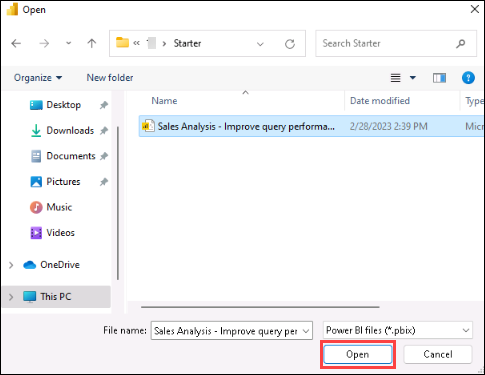 Open
« Starter
Search Starter
Organize New folder
Name Date modified Type
Desktop
Sales Analysis - Improve query performa... 2/28/2023 2:39 PM Micr
Downloads
Documents
Pictures
Music
Videos
OneDrive
This PC
File name: Sales Analysis - Improve query per Power BI files (*.pbix)
Open Cancel